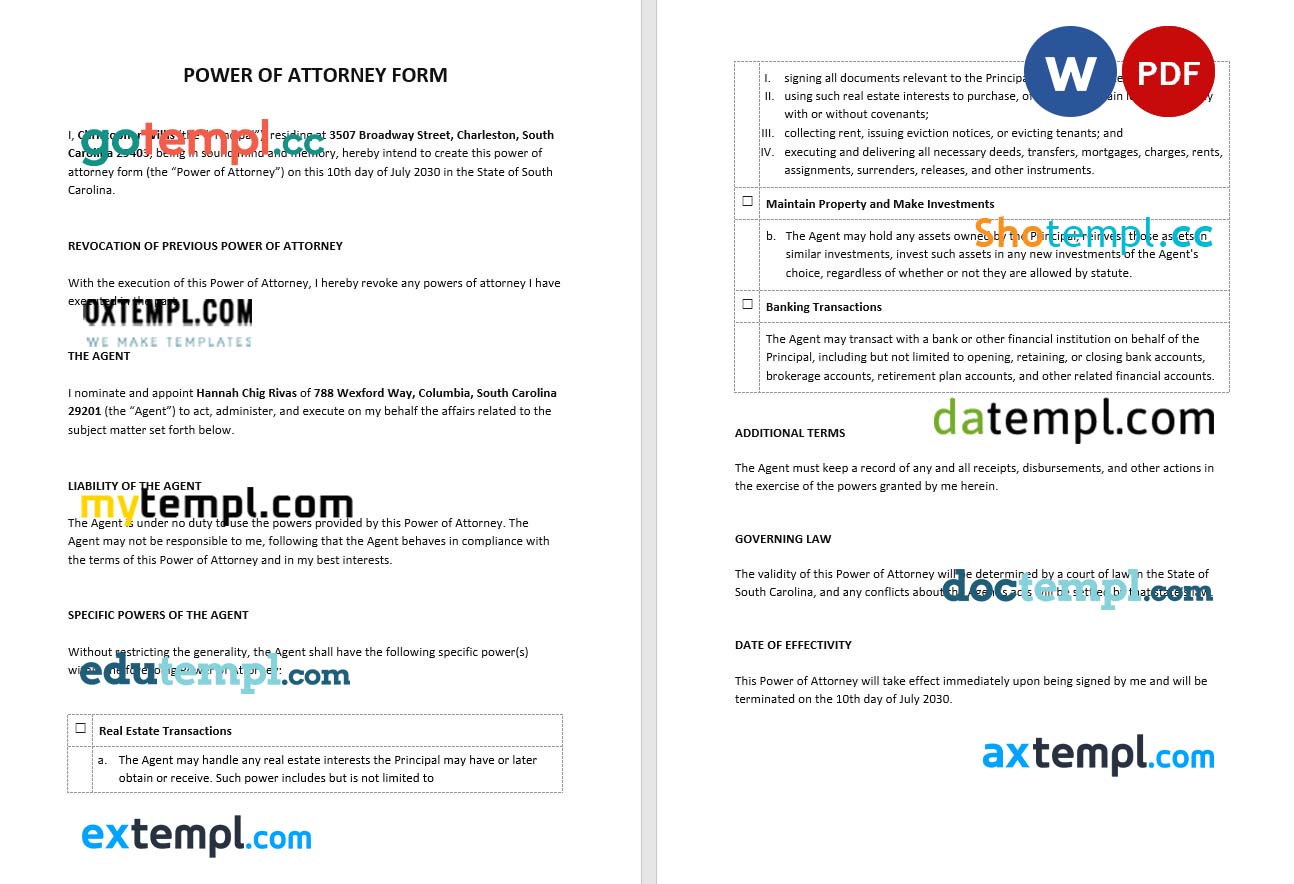 POWER OF ATTORNEY FORM
I, Christopher Willis (the “Principal”), residing at 3507 Broadway Street, Charleston, South
Carolina 29403, being in sound mind and memory, hereby intend to create this power of
attorney form (the “Power of Attorney”) on this 10th day of July 2030 in the State of South
Carolina.
gotempl.cc
REVOCATION OF PREVIOUS POWER OF ATTORNEY
With the execution of this Power of Attorney, I hereby revoke any powers of attorney I have
executed in the past.
OXTEMPL.COM
WE MAKE TEMPLATES
THE AGENT
I nominate and appoint Hannah Chig Rivas of 788 Wexford Way, Columbia, South Carolina
29201 (the “Agent”) to act, administer, and execute on my behalf the affairs related to the
subject matter set forth below.
LIABILITY OF THE AGENT
mytempl.com
The Agent is under no duty to use the powers provided by this Power of Attorney. The
Agent may not be responsible to me, following that the Agent behaves in compliance with
the terms of this Power of Attorney and in my best interests.
SPECIFIC POWERS OF THE AGENT
Without restricting the generality, the Agent shall have the following specific power(s)
within the foregoing Power of Attorney:
edutempl.com
☐ Real Estate Transactions
a. The Agent may handle any real estate interests the Principal may have or later
obtain or receive. Such power includes but is not limited to
extempl.com
W PDF
I. signing all documents relevant to the
II. using such real estate interests to purchase,
with or without covenants;
III. collecting rent, issuing eviction notices, or evicting tenants; and
IV. executing and delivering all necessary deeds, transfers, mortgages, charges, rents,
assignments, surrenders, releases, and other instruments.
☐ Maintain Property and Make Investments
Shotempl.cc
b. The Agent may hold any assets owned by the Principal, reinvest those assets in
similar investments, invest such assets in any new investments of the Agent's
choice, regardless of whether or not they are allowed by statute.
☐ Banking Transactions
The Agent may transact with a bank or other financial institution on behalf of the
Principal, including but not limited to opening, retaining, or closing bank accounts,
brokerage accounts, retirement plan accounts, and other related financial accounts.
datempl.com
ADDITIONAL TERMS
The Agent must keep a record of any and all receipts, disbursements, and other actions in
the exercise of the powers granted by me herein.
GOVERNING LAW
The validity of this Power of Attorney will be determined by a court of law in the State of
South Carolina, and any conflicts about the Agent's acts will be settled by that state's law.
doctempl.com
DATE OF EFFECTIVITY
This Power of Attorney will take effect immediately upon being signed by me and will be
terminated on the 10th day of July 2030.
axtempl.com